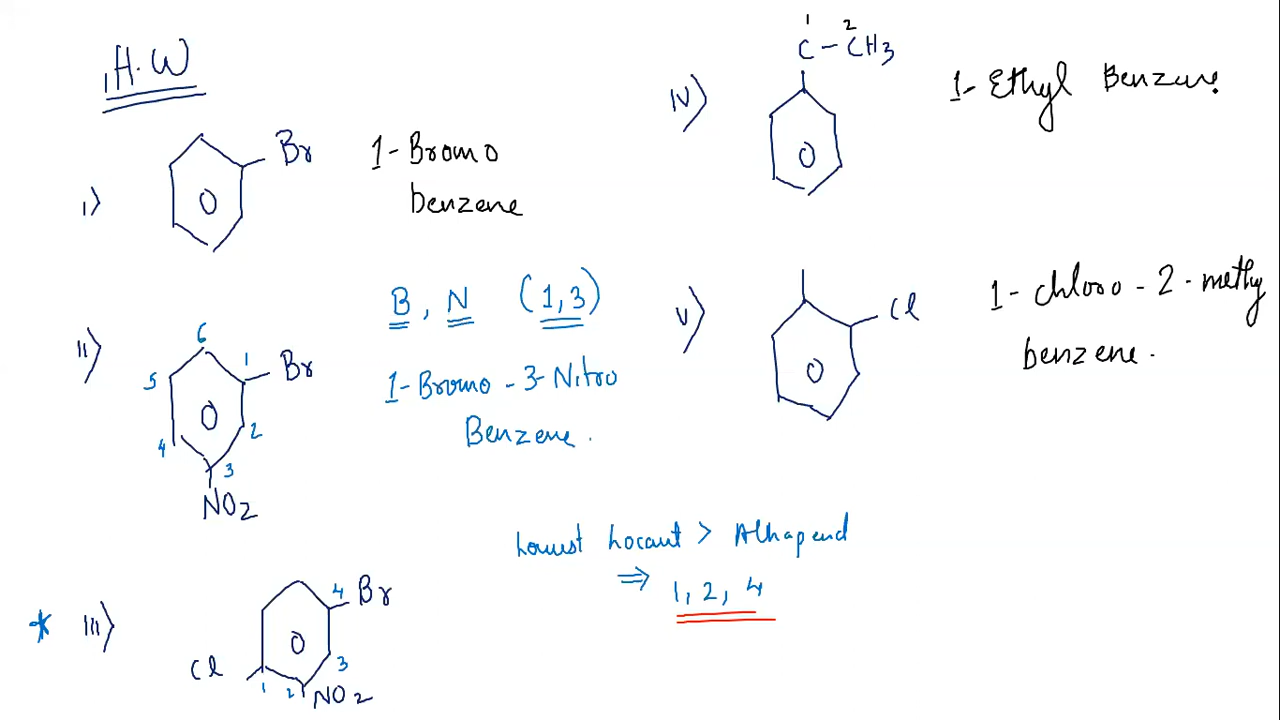 H.W
i)
Br
1-Bromo
benzene
ii)
6
5
1
Br
2
4
3
NO2
B, N (1,3)
1-Bromo - 3-Nitro
Benzene.
* iii)
4
Br
3
Cl
1
2
NO2
iv)
1 2
C - CH3
1- Ethyl Benzene
v)
Cl
1- chloro - 2 - methy
benzene.
Lowest Locant >
⇒ 1, 2, 4